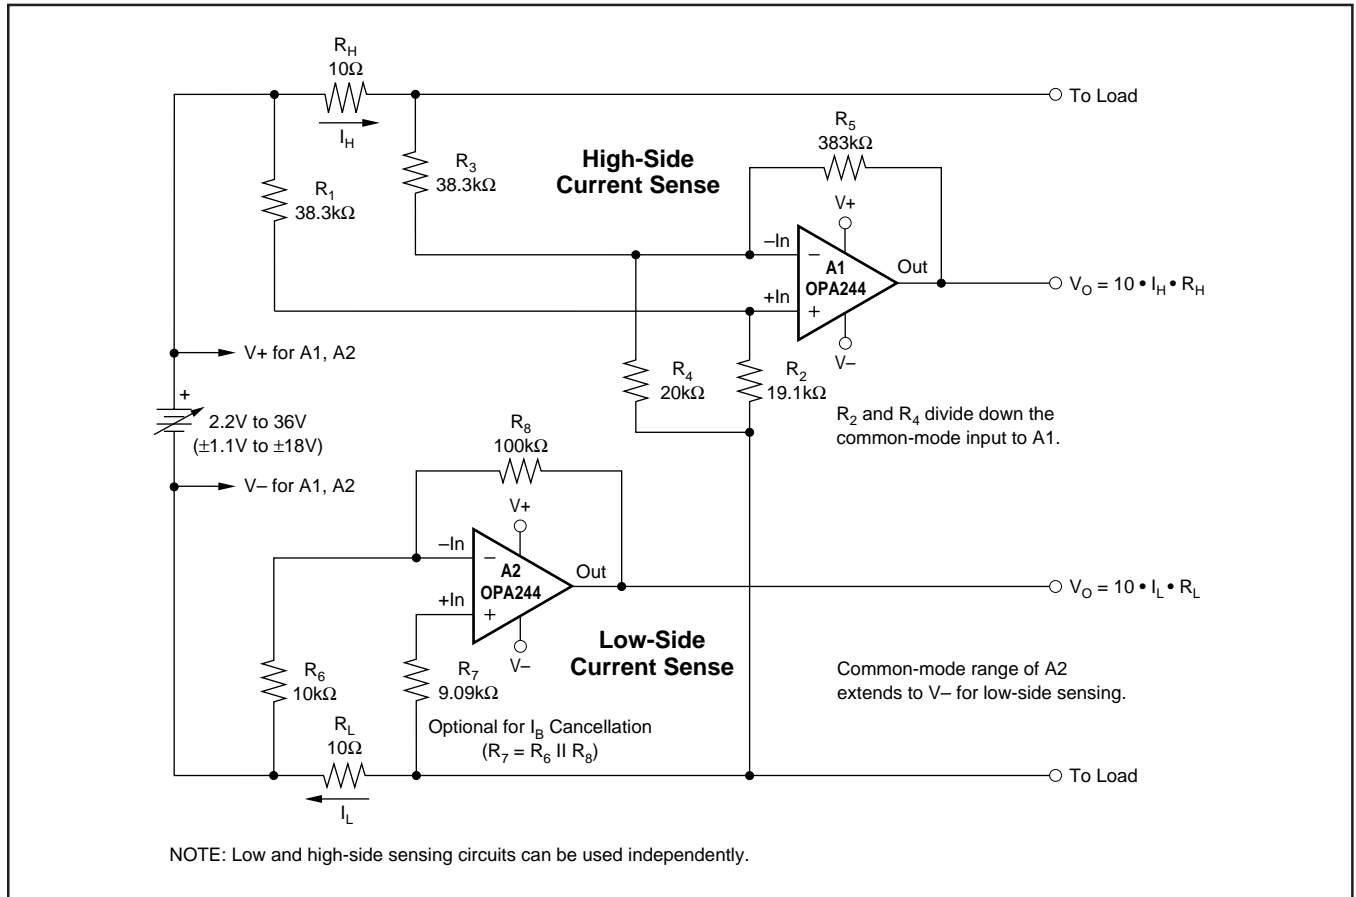 R_H
10Ω
I_H
To Load
R_5
383kΩ
High-Side
Current Sense
R_3
38.3kΩ
R_1
38.3kΩ
V+
–In
−
A1
OPA244
Out
+In
+
V–
V_O = 10 • I_H • R_H
V+ for A1, A2
+
2.2V to 36V
(±1.1V to ±18V)
V– for A1, A2
R_4
20kΩ
R_2
19.1kΩ
R_2 and R_4 divide down the
common-mode input to A1.
R_8
100kΩ
V+
–In
−
A2
OPA244
Out
+In
+
V–
V_O = 10 • I_L • R_L
Low-Side
Current Sense
R_6
10kΩ
R_7
9.09kΩ
Common-mode range of A2
extends to V– for low-side sensing.
Optional for I_B Cancellation
(R_7 = R_6 II R_8)
R_L
10Ω
I_L
To Load
NOTE: Low and high-side sensing circuits can be used independently.